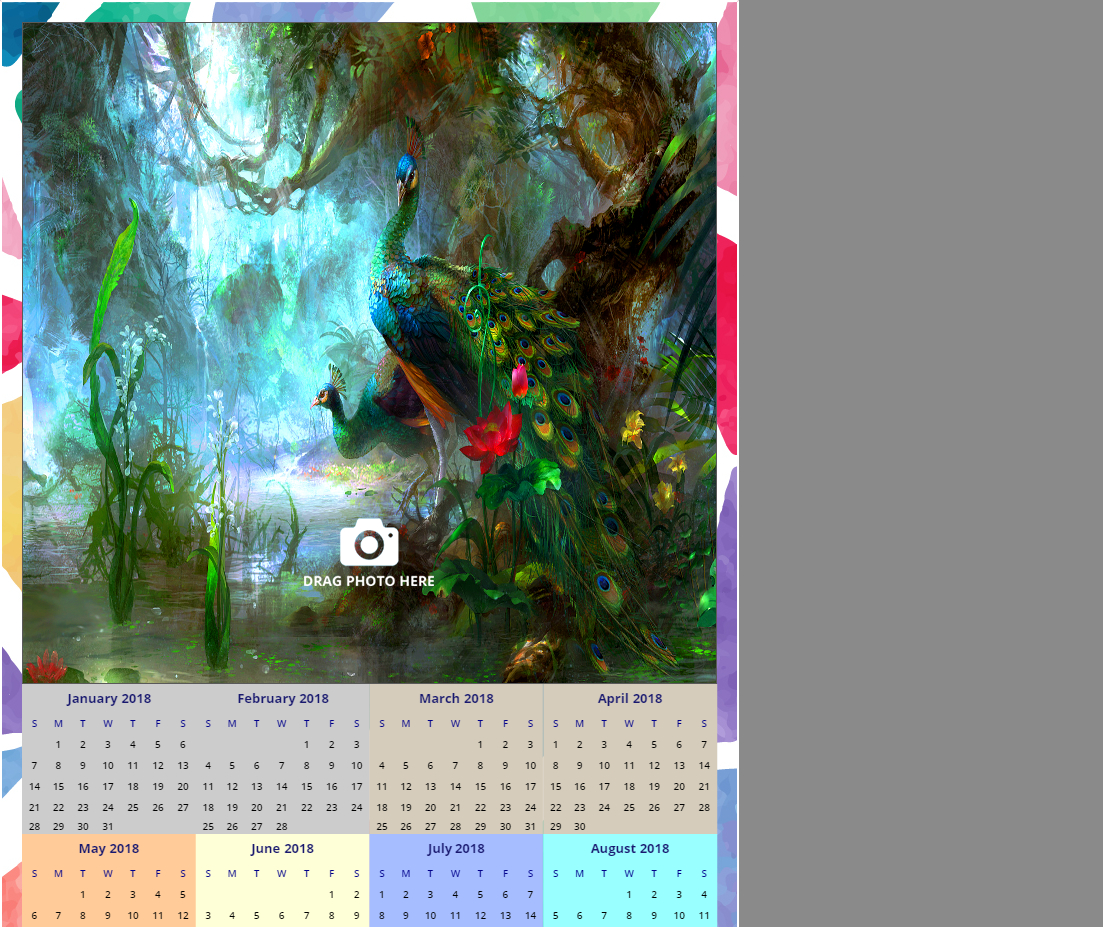 DRAG PHOTO HERE
January 2018 February 2018 March 2018 April 2018
S M T W T F S S M T W T F S S M T W T F S S M T W T F S
1 2 3 4 5 6 1 2 3 1 2 3 1 2 3 4 5 6 7
7 8 9 10 11 12 13 4 5 6 7 8 9 10 4 5 6 7 8 9 10 8 9 10 11 12 13 14
14 15 16 17 18 19 20 11 12 13 14 15 16 17 11 12 13 14 15 16 17 15 16 17 18 19 20 21
21 22 23 24 25 26 27 18 19 20 21 22 23 24 18 19 20 21 22 23 24 22 23 24 25 26 27 28
28 29 30 31 25 26 27 28 25 26 27 28 29 30 31 29 30
May 2018 June 2018 July 2018 August 2018
S M T W T F S S M T W T F S S M T W T F S S M T W T F S
1 2 3 4 5 1 2 1 2 3 4 5 6 7 1 2 3 4
6 7 8 9 10 11 12 3 4 5 6 7 8 9 8 9 10 11 12 13 14 5 6 7 8 9 10 11